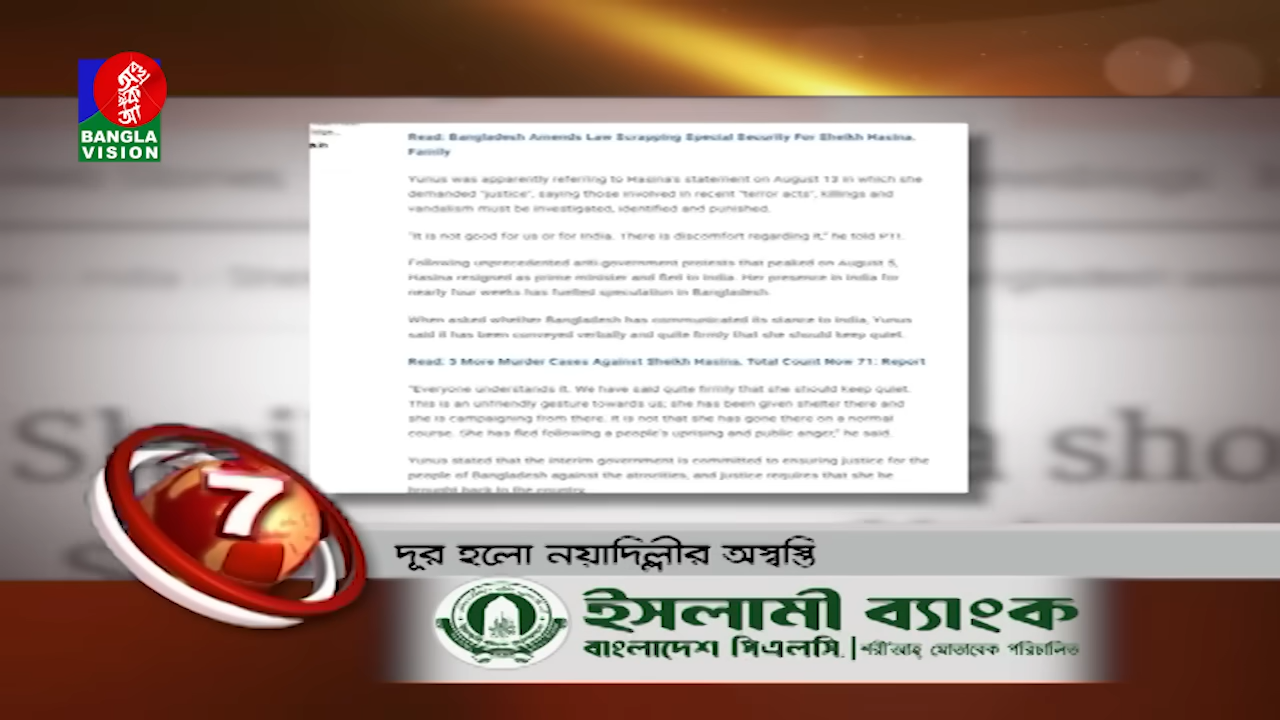 BANGLA
VISION
Read: Bangladesh Amends Law Scrapping Special Security For Sheikh Hasina,
Family
Yunus was apparently referring to Hasina's statement on August 13 in which she
demanded "justice", saying those involved in recent "terror acts", killings and
vandalism must be investigated, identified and punished.
"It is not good for us or for India. There is discomfort regarding it," he told PTI.
Following unprecedented anti-government protests that peaked on August 5,
Hasina resigned as prime minister and fled to India. Her presence in India for
nearly four weeks has fuelled speculation in Bangladesh.
When asked whether Bangladesh has communicated its stance to India, Yunus
said it has been conveyed verbally and quite firmly that she should keep quiet.
Read: 5 More Murder Cases Against Sheikh Hasina, Total Count Now 71: Report
"Everyone understands it. We have said quite firmly that she should keep quiet.
This is an unfriendly gesture towards us; she has been given shelter there and
she is campaigning from there. It is not that she has gone there on a normal
course. She has fled following a people's uprising and public anger," he said.
Yunus stated that the interim government is committed to ensuring justice for the
people of Bangladesh against the atrocities, and justice requires that she be
brought back to the country
sho
7
দূর হলো নয়াদিল্লীর অস্বস্তি
ইসলামী ব্যাংক
বাংলাদেশ পিএলসি. | শরী'আহ্ মোতাবেক পরিচালিত